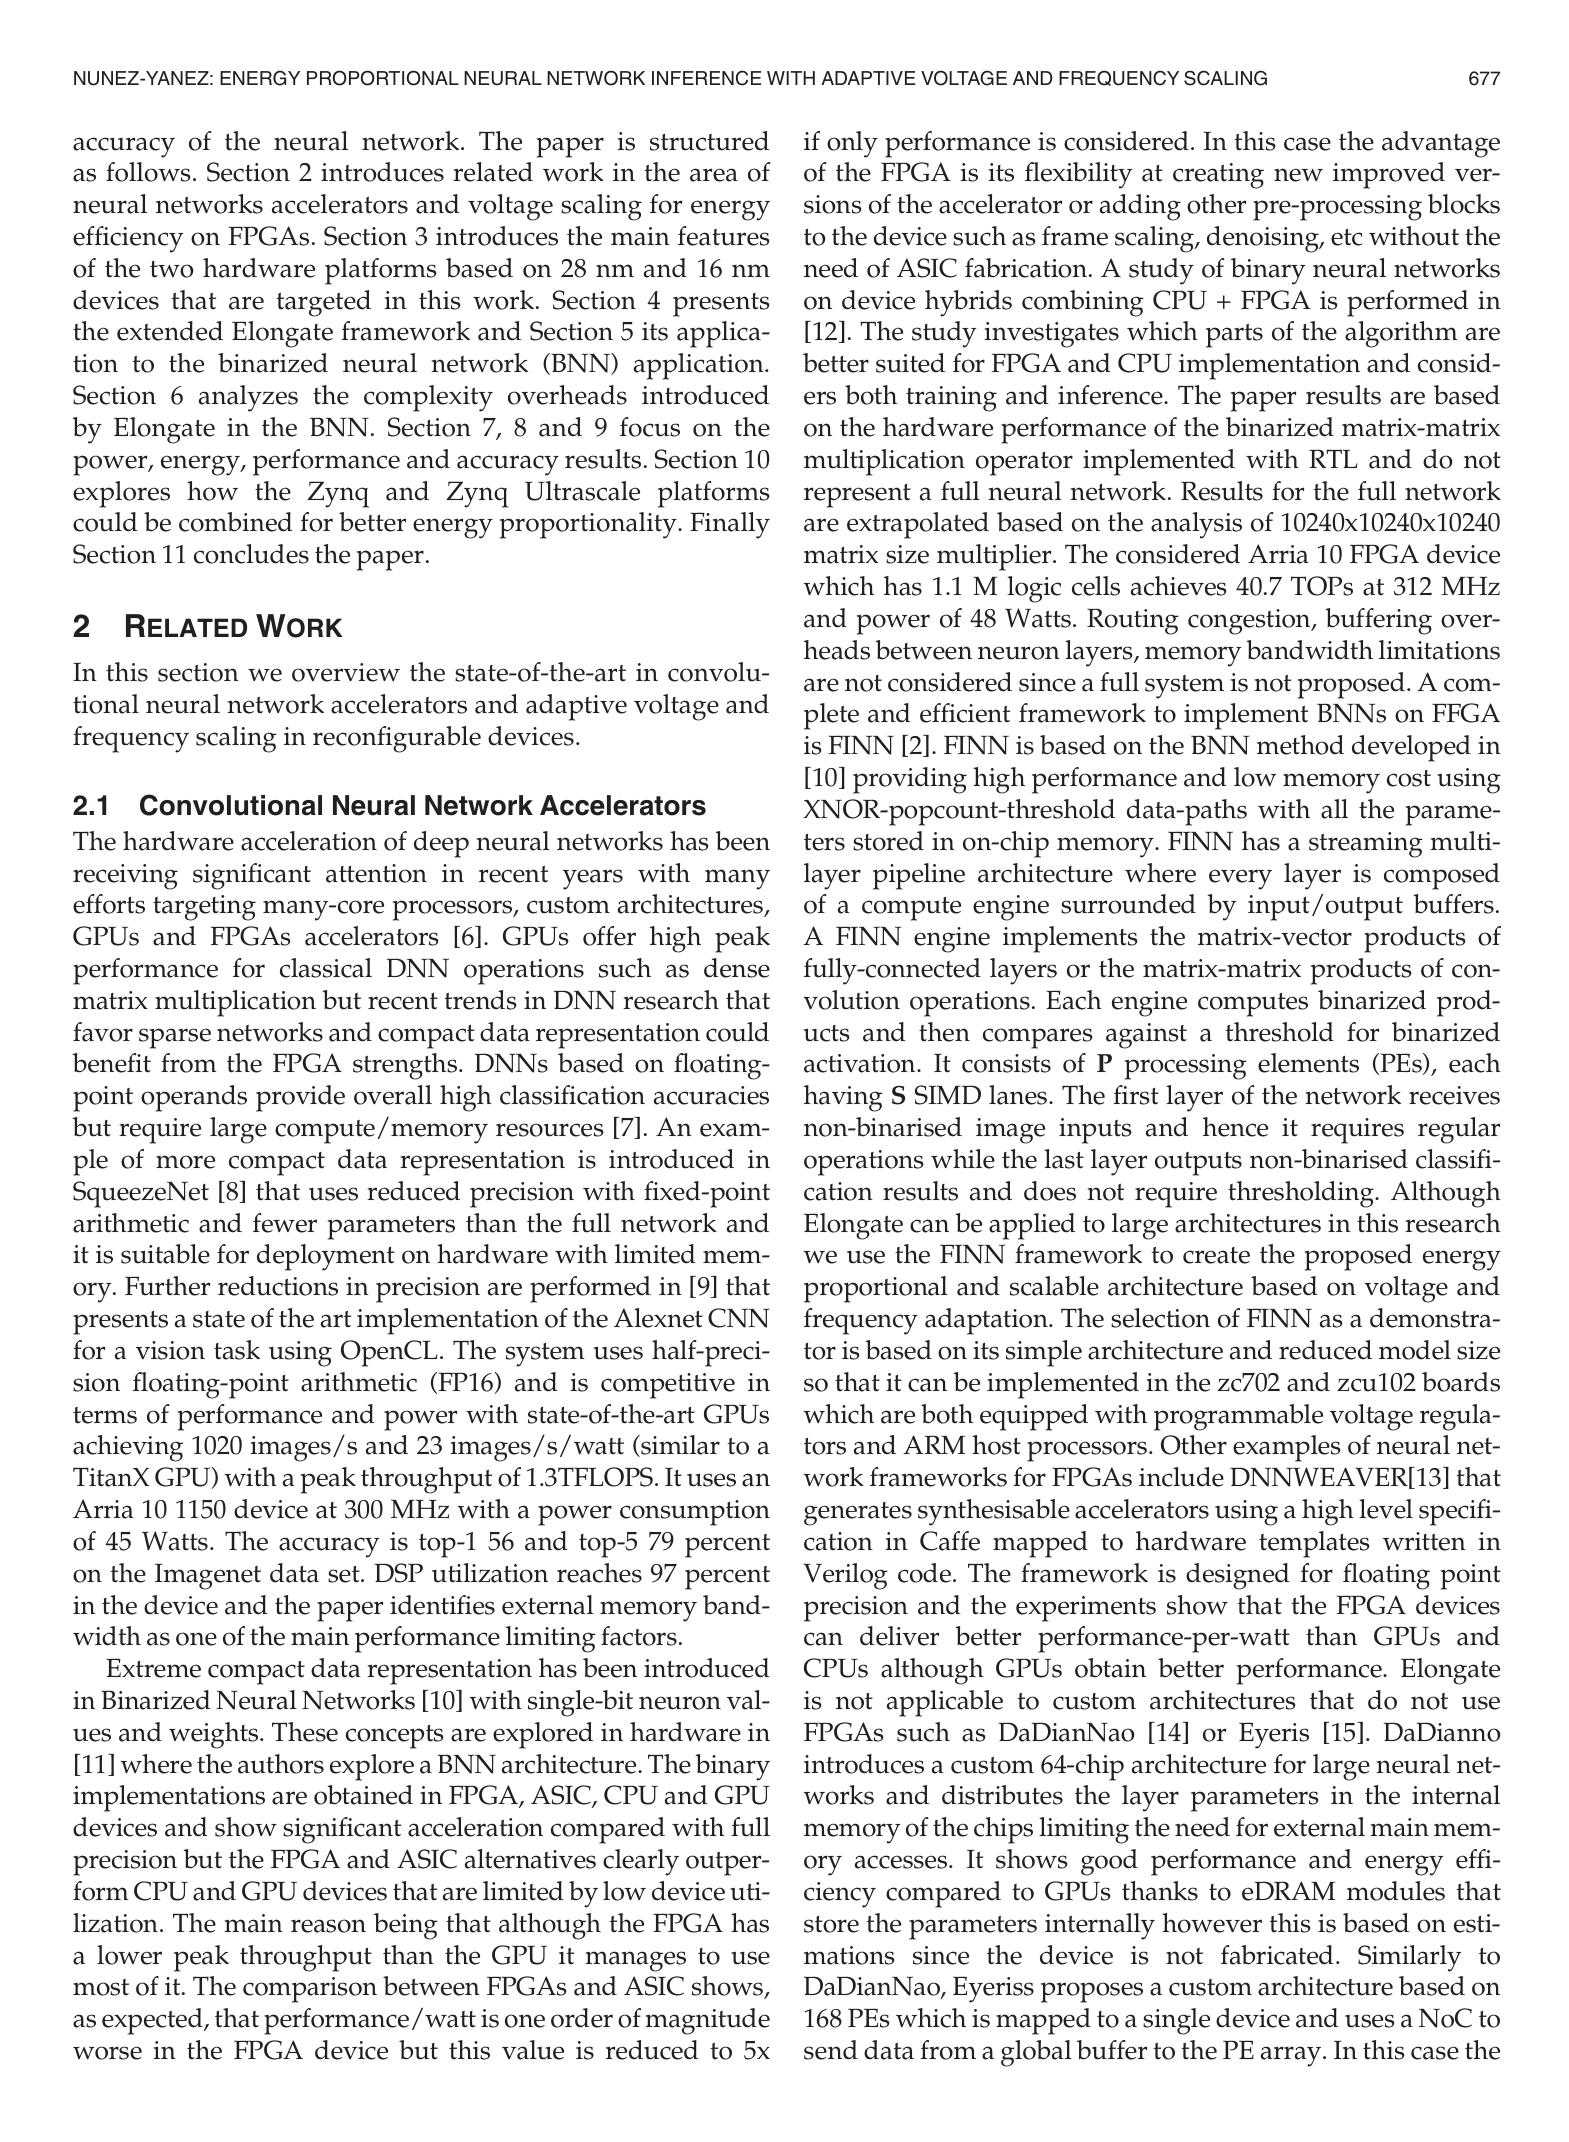 NUNEZ-YANEZ: ENERGY PROPORTIONAL NEURAL NETWORK INFERENCE WITH ADAPTIVE VOLTAGE AND FREQUENCY SCALING 677
accuracy of the neural network. The paper is structured
as follows. Section 2 introduces related work in the area of
neural networks accelerators and voltage scaling for energy
efficiency on FPGAs. Section 3 introduces the main features
of the two hardware platforms based on 28 nm and 16 nm
devices that are targeted in this work. Section 4 presents
the extended Elongate framework and Section 5 its applica-
tion to the binarized neural network (BNN) application.
Section 6 analyzes the complexity overheads introduced
by Elongate in the BNN. Section 7, 8 and 9 focus on the
power, energy, performance and accuracy results. Section 10
explores how the Zynq and Zynq Ultrascale platforms
could be combined for better energy proportionality. Finally
Section 11 concludes the paper.
2 RELATED WORK
In this section we overview the state-of-the-art in convolu-
tional neural network accelerators and adaptive voltage and
frequency scaling in reconfigurable devices.
2.1 Convolutional Neural Network Accelerators
The hardware acceleration of deep neural networks has been
receiving significant attention in recent years with many
efforts targeting many-core processors, custom architectures,
GPUs and FPGAs accelerators [6]. GPUs offer high peak
performance for classical DNN operations such as dense
matrix multiplication but recent trends in DNN research that
favor sparse networks and compact data representation could
benefit from the FPGA strengths. DNNs based on floating-
point operands provide overall high classification accuracies
but require large compute/memory resources [7]. An exam-
ple of more compact data representation is introduced in
SqueezeNet [8] that uses reduced precision with fixed-point
arithmetic and fewer parameters than the full network and
it is suitable for deployment on hardware with limited mem-
ory. Further reductions in precision are performed in [9] that
presents a state of the art implementation of the Alexnet CNN
for a vision task using OpenCL. The system uses half-preci-
sion floating-point arithmetic (FP16) and is competitive in
terms of performance and power with state-of-the-art GPUs
achieving 1020 images/s and 23 images/s/watt (similar to a
TitanX GPU) with a peak throughput of 1.3TFLOPS. It uses an
Arria 10 1150 device at 300 MHz with a power consumption
of 45 Watts. The accuracy is top-1 56 and top-5 79 percent
on the Imagenet data set. DSP utilization reaches 97 percent
in the device and the paper identifies external memory band-
width as one of the main performance limiting factors.
Extreme compact data representation has been introduced
in Binarized Neural Networks [10] with single-bit neuron val-
ues and weights. These concepts are explored in hardware in
[11] where the authors explore a BNN architecture. The binary
implementations are obtained in FPGA, ASIC, CPU and GPU
devices and show significant acceleration compared with full
precision but the FPGA and ASIC alternatives clearly outper-
form CPU and GPU devices that are limited by low device uti-
lization. The main reason being that although the FPGA has
a lower peak throughput than the GPU it manages to use
most of it. The comparison between FPGAs and ASIC shows,
as expected, that performance/watt is one order of magnitude
worse in the FPGA device but this value is reduced to 5x
if only performance is considered. In this case the advantage
of the FPGA is its flexibility at creating new improved ver-
sions of the accelerator or adding other pre-processing blocks
to the device such as frame scaling, denoising, etc without the
need of ASIC fabrication. A study of binary neural networks
on device hybrids combining CPU + FPGA is performed in
[12]. The study investigates which parts of the algorithm are
better suited for FPGA and CPU implementation and consid-
ers both training and inference. The paper results are based
on the hardware performance of the binarized matrix-matrix
multiplication operator implemented with RTL and do not
represent a full neural network. Results for the full network
are extrapolated based on the analysis of 10240x10240x10240
matrix size multiplier. The considered Arria 10 FPGA device
which has 1.1 M logic cells achieves 40.7 TOPs at 312 MHz
and power of 48 Watts. Routing congestion, buffering over-
heads between neuron layers, memory bandwidth limitations
are not considered since a full system is not proposed. A com-
plete and efficient framework to implement BNNs on FFGA
is FINN [2]. FINN is based on the BNN method developed in
[10] providing high performance and low memory cost using
XNOR-popcount-threshold data-paths with all the parame-
ters stored in on-chip memory. FINN has a streaming multi-
layer pipeline architecture where every layer is composed
of a compute engine surrounded by input/output buffers.
A FINN engine implements the matrix-vector products of
fully-connected layers or the matrix-matrix products of con-
volution operations. Each engine computes binarized prod-
ucts and then compares against a threshold for binarized
activation. It consists of P processing elements (PEs), each
having S SIMD lanes. The first layer of the network receives
non-binarised image inputs and hence it requires regular
operations while the last layer outputs non-binarised classifi-
cation results and does not require thresholding. Although
Elongate can be applied to large architectures in this research
we use the FINN framework to create the proposed energy
proportional and scalable architecture based on voltage and
frequency adaptation. The selection of FINN as a demonstra-
tor is based on its simple architecture and reduced model size
so that it can be implemented in the zc702 and zcu102 boards
which are both equipped with programmable voltage regula-
tors and ARM host processors. Other examples of neural net-
work frameworks for FPGAs include DNNWEAVER[13] that
generates synthesisable accelerators using a high level specifi-
cation in Caffe mapped to hardware templates written in
Verilog code. The framework is designed for floating point
precision and the experiments show that the FPGA devices
can deliver better performance-per-watt than GPUs and
CPUs although GPUs obtain better performance. Elongate
is not applicable to custom architectures that do not use
FPGAs such as DaDianNao [14] or Eyeris [15]. DaDianno
introduces a custom 64-chip architecture for large neural net-
works and distributes the layer parameters in the internal
memory of the chips limiting the need for external main mem-
ory accesses. It shows good performance and energy effi-
ciency compared to GPUs thanks to eDRAM modules that
store the parameters internally however this is based on esti-
mations since the device is not fabricated. Similarly to
DaDianNao, Eyeriss proposes a custom architecture based on
168 PEs which is mapped to a single device and uses a NoC to
send data from a global buffer to the PE array. In this case the